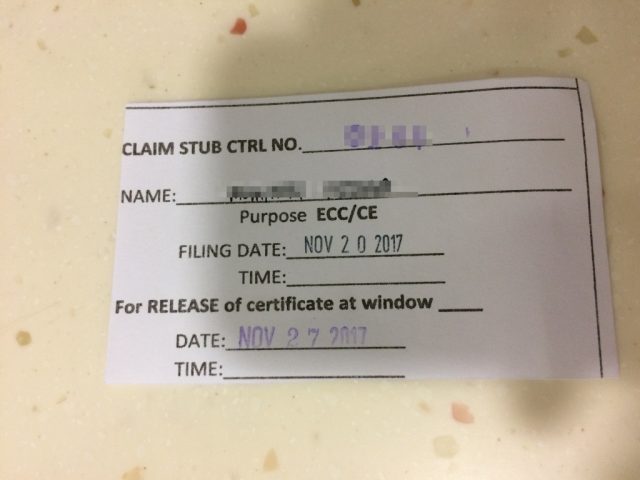 CLAIM STUB CTRL NO.
NAME:
Purpose ECC/CE
FILING DATE: NOV 20 2017
TIME:
For RELEASE of certificate at window
DATE: NOV 27 2017
TIME: